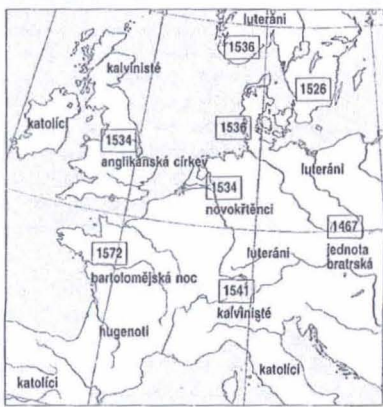 luteráni
1536
kalvinisté
1526
katolíci
1534
anglikánská církev
1536
luteráni
1534
novokřtěnci
1467
jednota
bratrská
luteráni
1572
bartolomějská noc
1541
kalvinisté
hugenoti
katolíci
katolíci